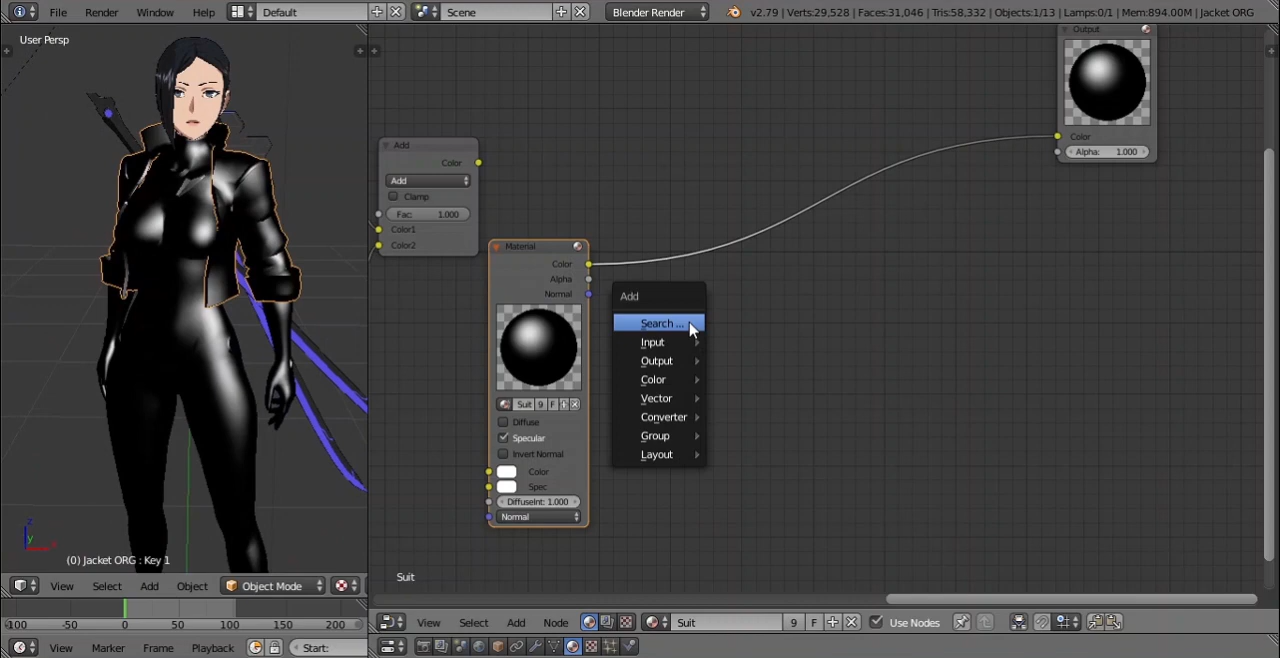 File Render Window Help Default Scene Blender Render v2.79 | Verts:29,528 | Faces:31,046 | Tris:58,332 | Objects:1/13 | Lamps:0/1 | Mem:894.00M | Jacket ORG
User Persp
Output
Color
Alpha: 1.000
Add
Color
Add
Clamp
Fac: 1.000
Color1
Color2
Material
Color
Alpha
Normal
Suit 9 F
Diffuse
Specular
Invert Normal
Color
Spec
DiffuseInt: 1.000
Normal
Add
Search ...
Input
Output
Color
Vector
Converter
Group
Layout
z
y
x
(0) Jacket ORG : Key 1
Suit
View Select Add Object Object Mode
-100 -50 0 50 100 150 200
View Marker Frame Playback Start:
View Select Add Node Suit 9 F Use Nodes